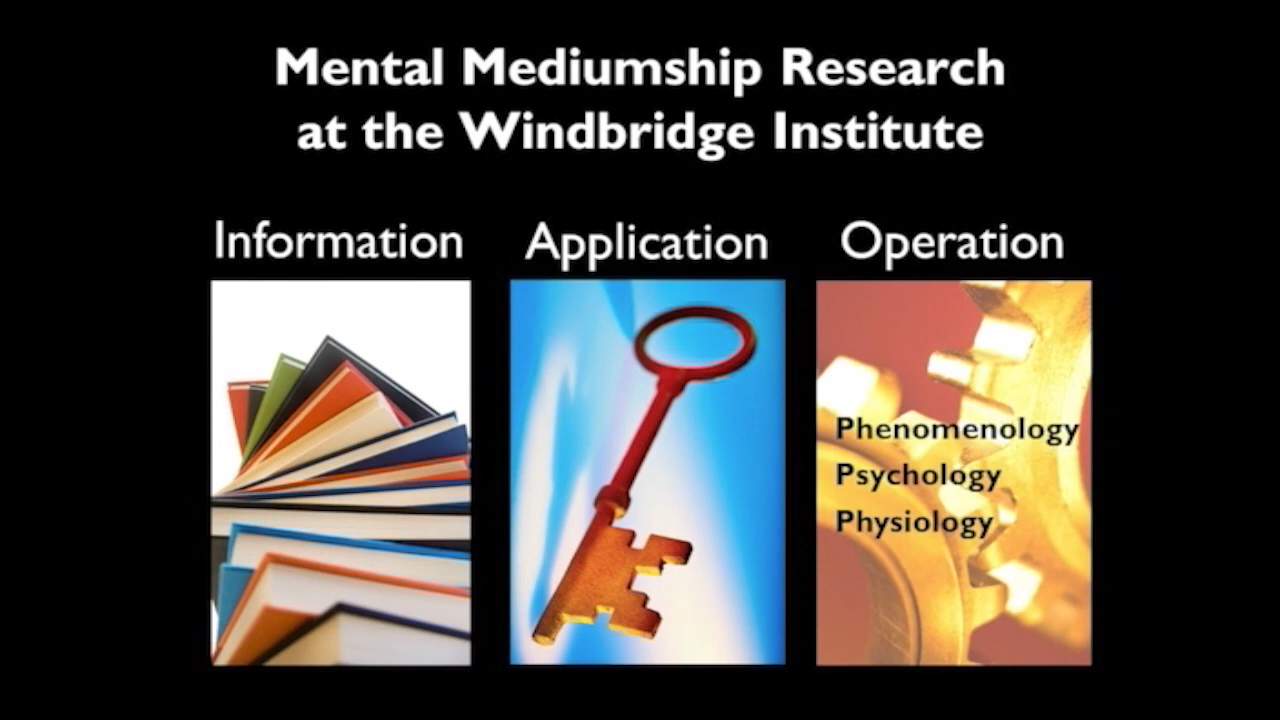 Mental Mediumship Research
at the Windbridge Institute
Information
Application
Operation
Phenomenology
Psychology
Physiology